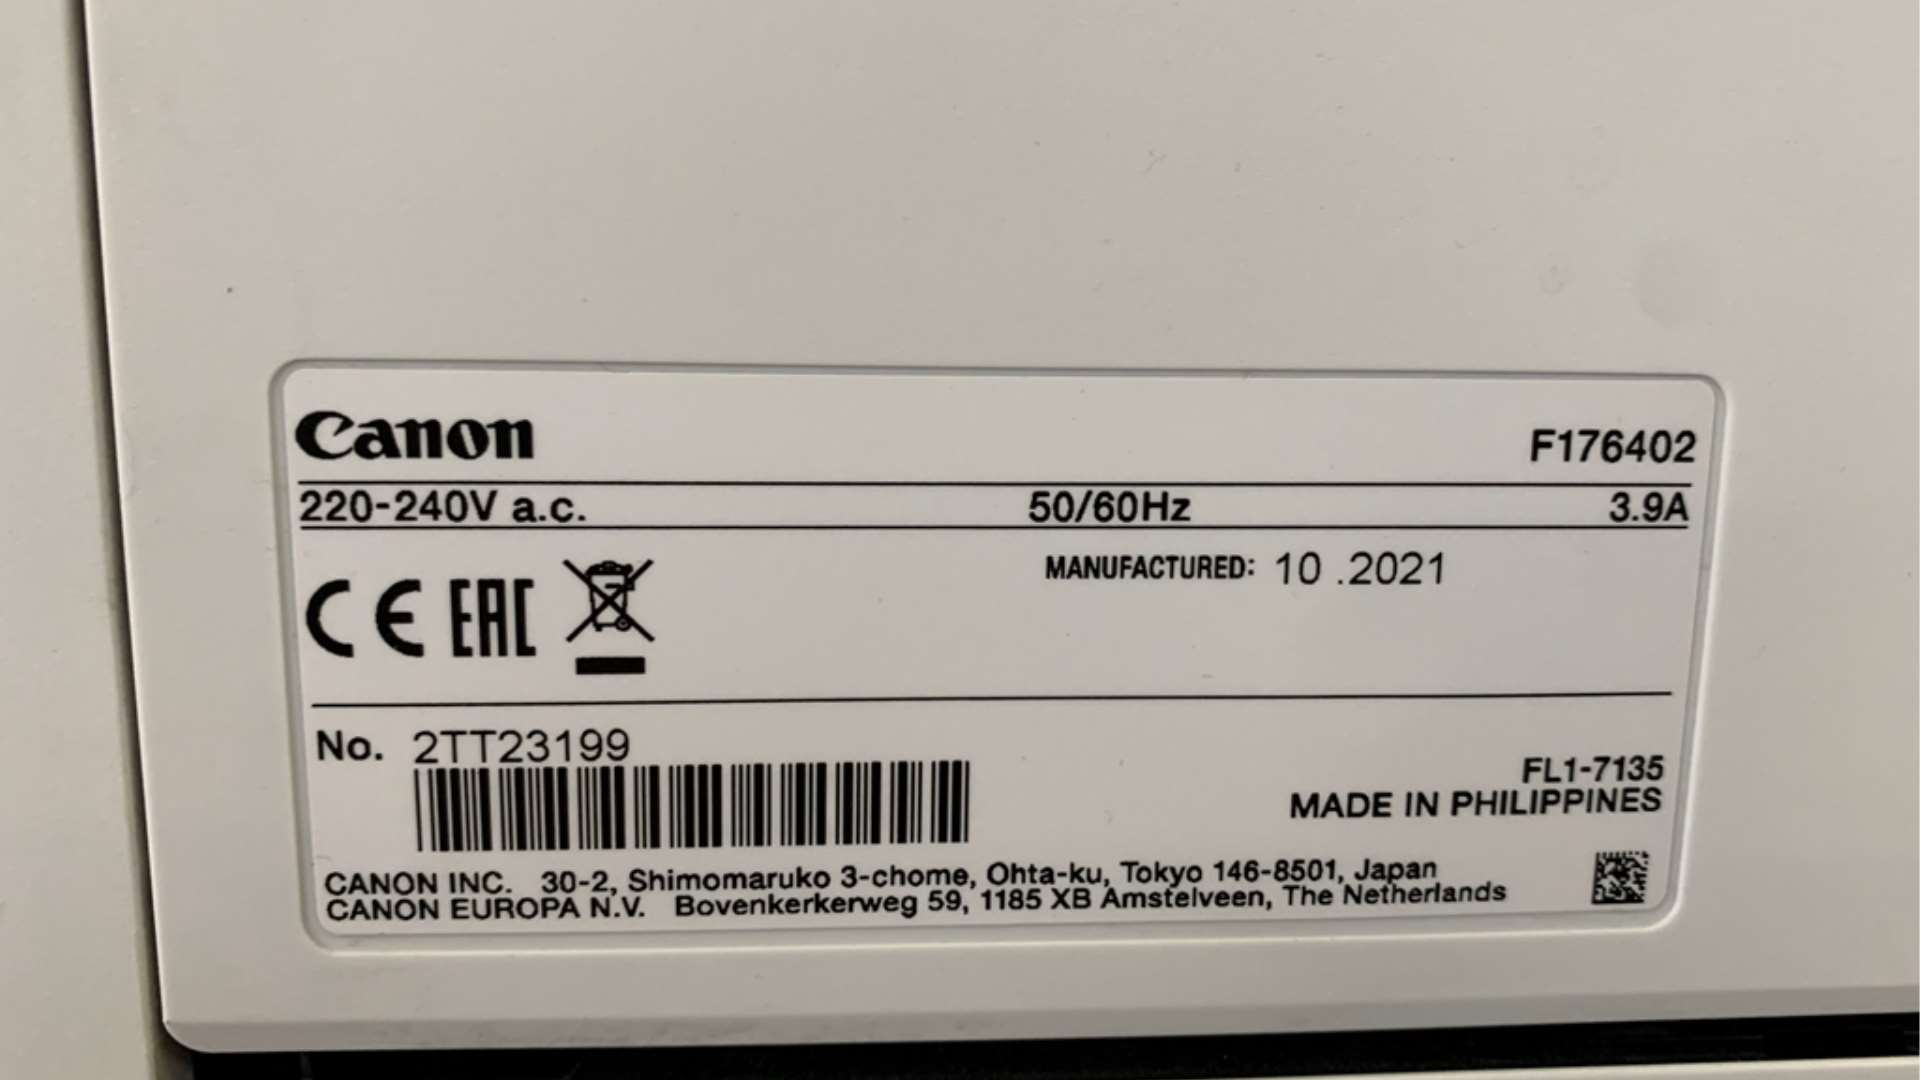 Canon F176402
220-240V a.c. 50/60Hz 3.9A
MANUFACTURED: 10 .2021
CE EAC
No. 2TT23199
FL1-7135
MADE IN PHILIPPINES
CANON INC. 30-2, Shimomaruko 3-chome, Ohta-ku, Tokyo 146-8501, Japan
CANON EUROPA N.V. Bovenkerkerweg 59, 1185 XB Amstelveen, The Netherlands